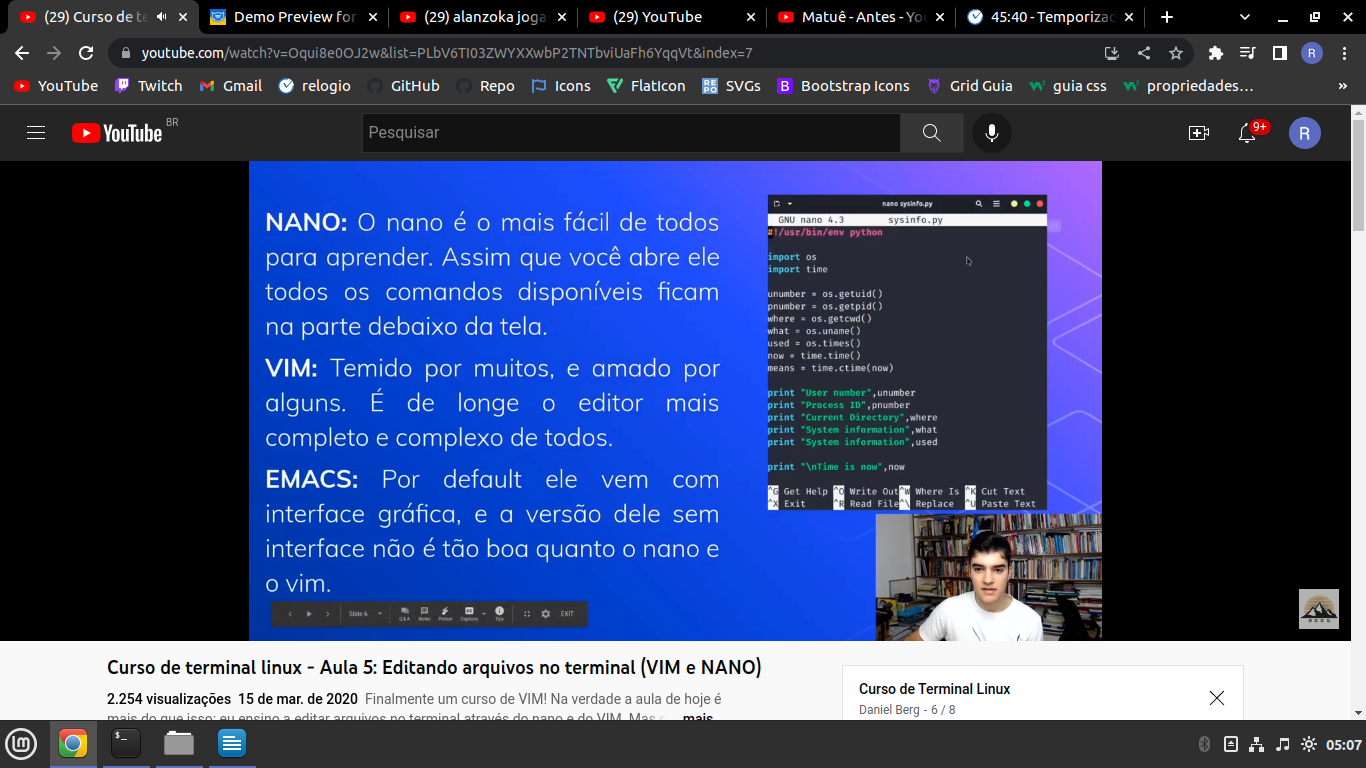 (29) Curso de te
Demo Preview for
(29) alanzoka joga
(29) YouTube
Matuê - Antes - You
45:40 - Temporizad
youtube.com/watch?v=Oqui8e0OJ2w&list=PLbV6TI03ZWYXXwbP2TNTbviUaFh6YqqVt&index=7
R
YouTube
Twitch
Gmail
relogio
GitHub
Repo
Icons
FlatIcon
REPO
SVGs
B
Bootstrap Icons
Grid Guia
guia css
propriedades...
»
YouTube BR
Pesquisar
9+
R
NANO: O nano é o mais fácil de todos
para aprender. Assim que você abre ele
todos os comandos disponíveis ficam
na parte debaixo da tela.
VIM: Temido por muitos, e amado por
alguns. É de longe o editor mais
completo e complexo de todos.
EMACS: Por default ele vem com
interface gráfica, e a versão dele sem
interface não é tão boa quanto o nano e
o vim.
nano sysinfo.py
GNU nano 4.3 sysinfo.py
#!/usr/bin/env python
import os
import time
unumber = os.getuid()
pnumber = os.getpid()
where = os.getcwd()
what = os.uname()
used = os.times()
now = time.time()
means = time.ctime(now)
print "User number",unumber
print "Process ID",pnumber
print "Current Directory",where
print "System information",what
print "System information",used
print "\nTime is now",now
^G Get Help ^O Write Out ^W Where Is ^K Cut Text
^X Exit ^R Read File ^\ Replace ^U Paste Text
Slide 6
Q & A
Notes
Pointer
Captions
Tips
EXIT
BERG
Curso de terminal linux - Aula 5: Editando arquivos no terminal (VIM e NANO)
2.254 visualizações 15 de mar. de 2020 Finalmente um curso de VIM! Na verdade a aula de hoje é
mais do que isso: eu ensino a editar arquivos no terminal através do nano e do VIM. Mas ... mais
Curso de Terminal Linux
Daniel Berg - 6 / 8
$_
05:07